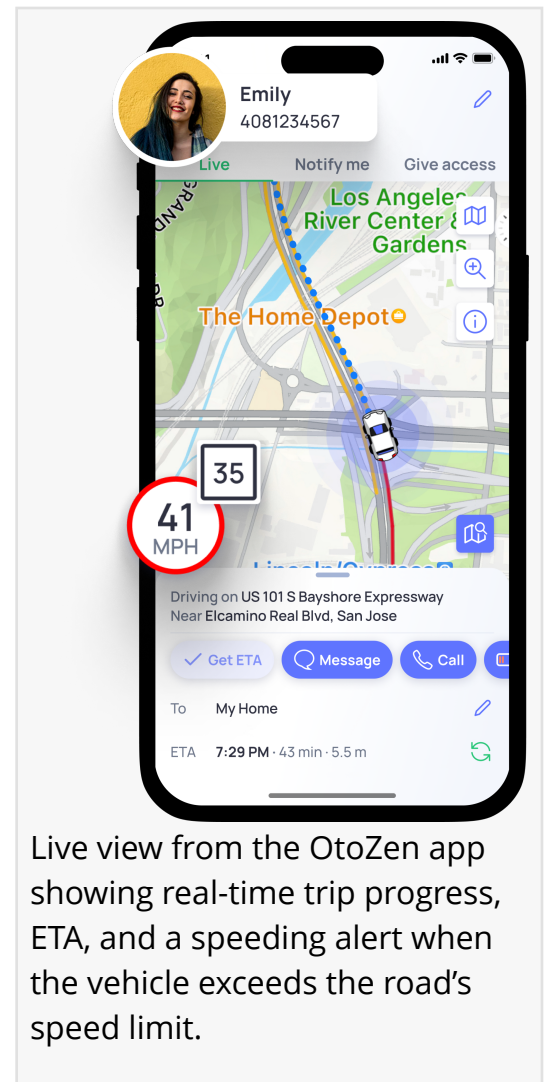 Emily
4081234567
Live Notify me Give access
GRAND
Los Angeles
River Center &
Gardens
The Home Depot
35
41
MPH
Driving on US 101 S Bayshore Expressway
Near Elcamino Real Blvd, San Jose
Get ETA Message Call
To My Home
ETA 7:29 PM · 43 min · 5.5 m
Live view from the OtoZen app
showing real-time trip progress,
ETA, and a speeding alert when
the vehicle exceeds the road’s
speed limit.